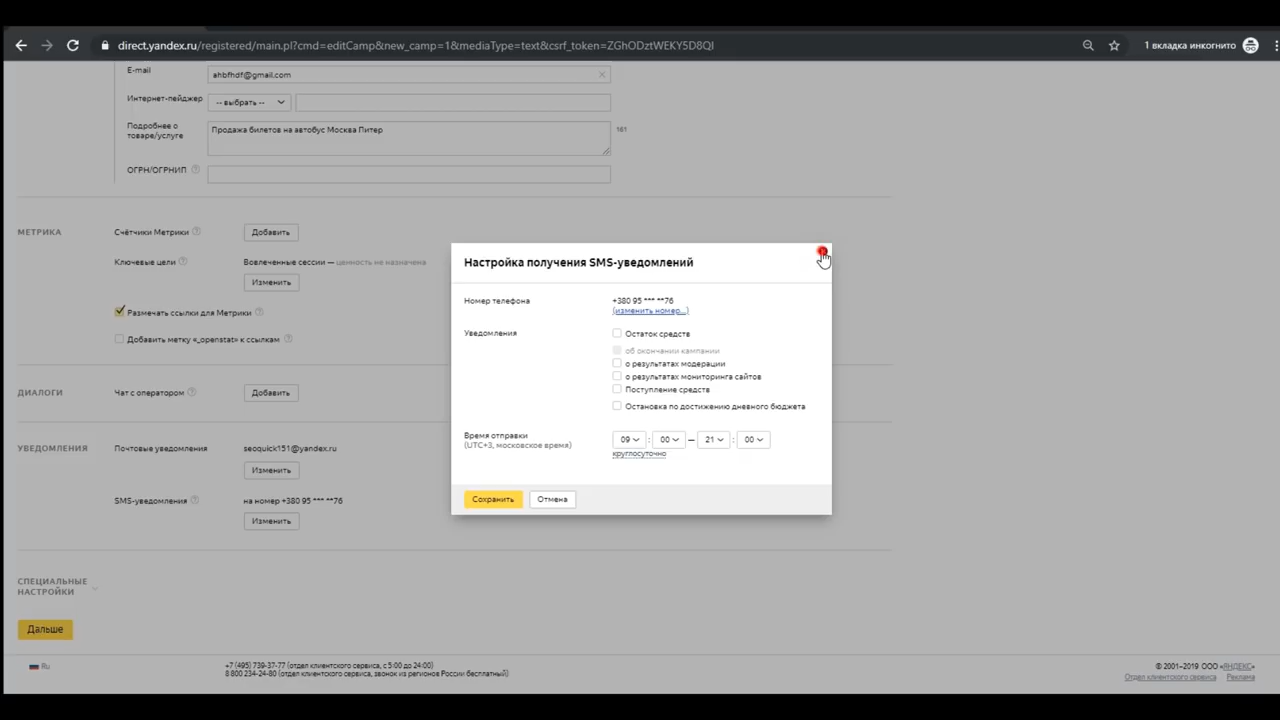 direct.yandex.ru/registered/main.pl?cmd=editCamp&new_camp=1&mediaType=text&csrf_token=ZGhODztWEKY5D8QI
1 вкладка инкогнито
E-mail
ahbfhdf@gmail.com
Интернет-пейджер
-- выбрать --
Подробнее о
товаре/услуге
Продажа билетов на автобус Москва Питер
161
ОГРН/ОГРНИП
МЕТРИКА
Счётчики Метрики
Добавить
Ключевые цели
Вовлеченные сессии — ценность не назначена
Изменить
Размечать ссылки для Метрики
Добавить метку «_openstat» к ссылкам
ДИАЛОГИ
Чат с оператором
Добавить
УВЕДОМЛЕНИЯ
Почтовые уведомления
seoquick151@yandex.ru
Изменить
SMS-уведомления
на номер +380 95 *** **76
Изменить
СПЕЦИАЛЬНЫЕ
НАСТРОЙКИ
Дальше
Настройка получения SMS-уведомлений
Номер телефона
+380 95 *** **76
(изменить номер...)
Уведомления
Остаток средств
об окончании кампании
о результатах модерации
о результатах мониторинга сайтов
Поступление средств
Остановка по достижению дневного бюджета
Время отправки
(UTC+3, московское время)
09 : 00 — 21 : 00
круглосуточно
Сохранить
Отмена
Ru
+7 (495) 739-37-77 (отдел клиентского сервиса, с 5:00 до 24:00)
8 800 234-24-80 (отдел клиентского сервиса, звонок из регионов России бесплатный)
© 2001–2019 ООО «ЯНДЕКС»
Отдел клиентского сервиса
Реклама